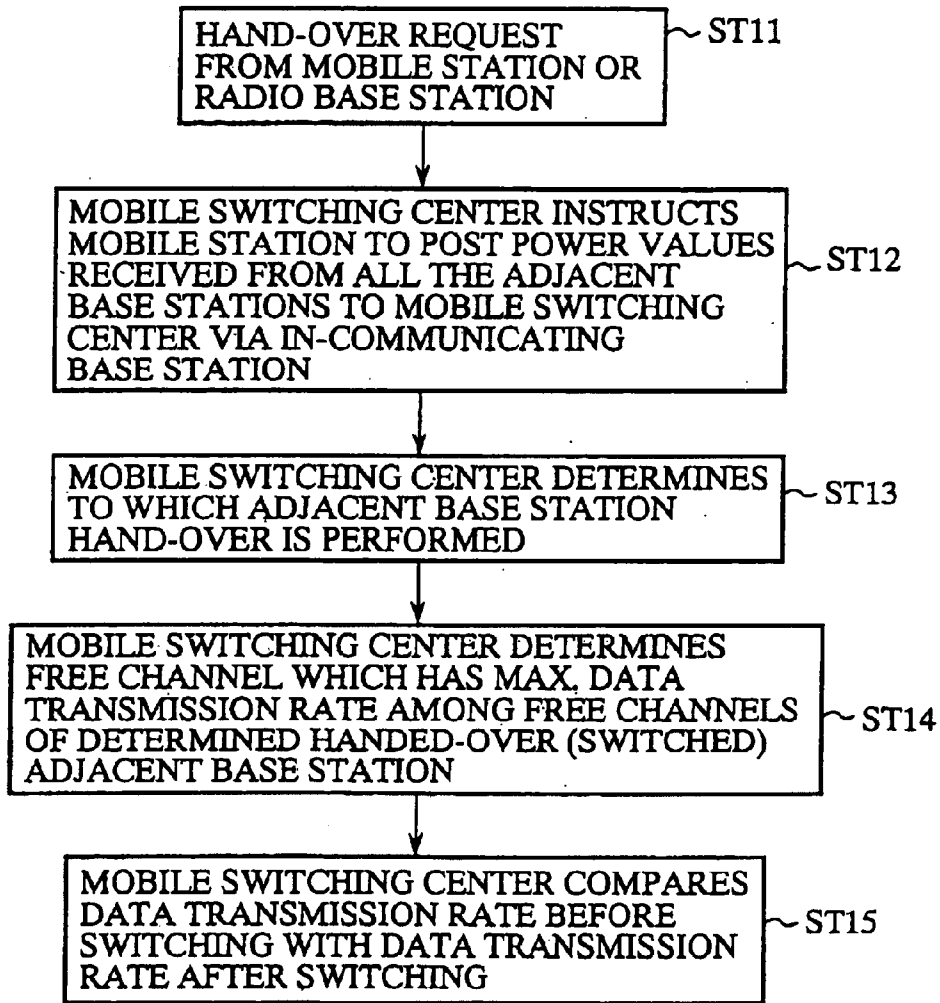 HAND-OVER REQUEST
FROM MOBILE STATION OR
RADIO BASE STATION
ST11
MOBILE SWITCHING CENTER INSTRUCTS
MOBILE STATION TO POST POWER VALUES
RECEIVED FROM ALL THE ADJACENT
BASE STATIONS TO MOBILE SWITCHING
CENTER VIA IN-COMMUNICATING
BASE STATION
ST12
MOBILE SWITCHING CENTER DETERMINES
TO WHICH ADJACENT BASE STATION
HAND-OVER IS PERFORMED
ST13
MOBILE SWITCHING CENTER DETERMINES
FREE CHANNEL WHICH HAS MAX. DATA
TRANSMISSION RATE AMONG FREE CHANNELS
OF DETERMINED HANDED-OVER (SWITCHED)
ADJACENT BASE STATION
ST14
MOBILE SWITCHING CENTER COMPARES
DATA TRANSMISSION RATE BEFORE
SWITCHING WITH DATA TRANSMISSION
RATE AFTER SWITCHING
ST15